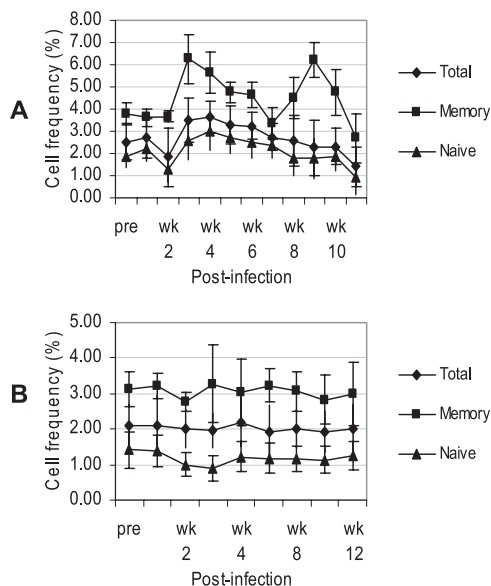 A
Cell frequency (%)
8.00
7.00
6.00
5.00
4.00
3.00
2.00
1.00
0.00
pre wk wk wk wk wk
2 4 6 8 10
Post-infection
Total
Memory
Naive
B
Cell frequency (%)
5.00
4.00
3.00
2.00
1.00
0.00
pre wk wk wk wk
2 4 8 12
Post-infection
Total
Memory
Naive